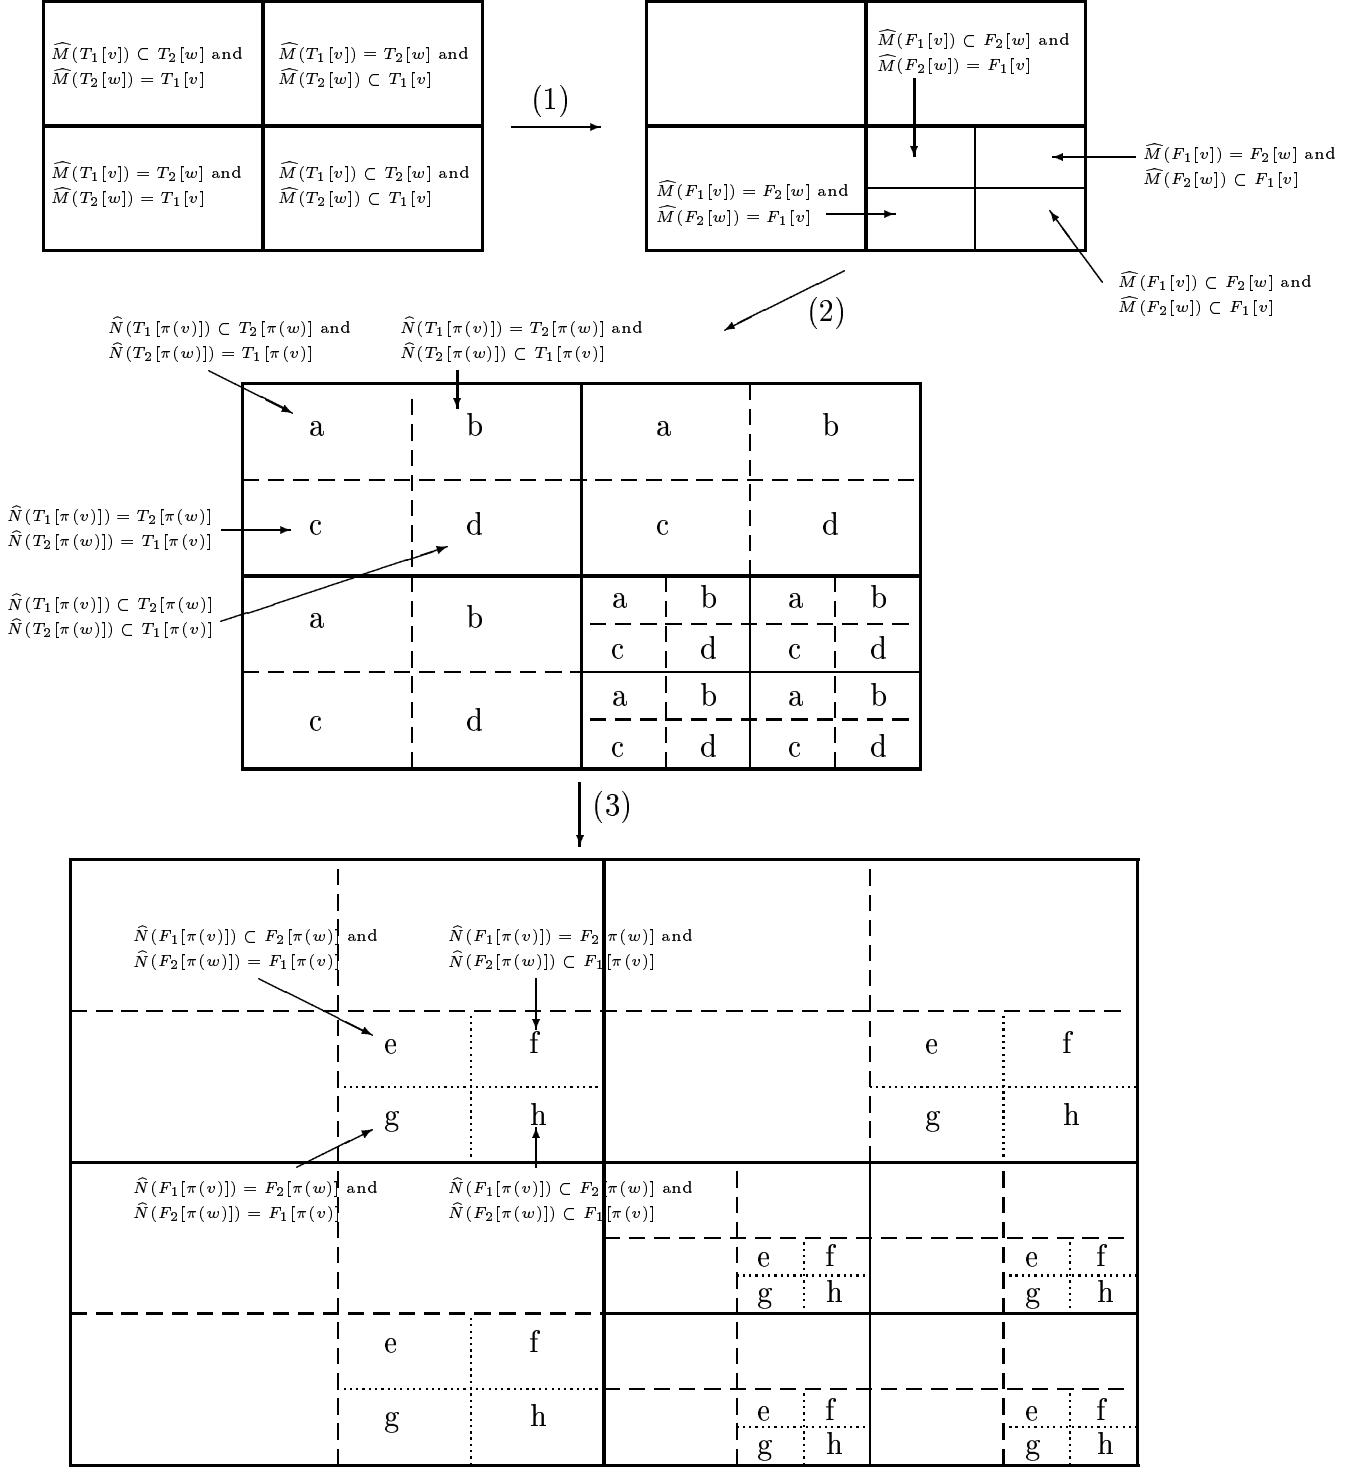 M̂(T₁[v]) ⊂ T₂[w] and
M̂(T₂[w]) = T₁[v]
M̂(T₁[v]) = T₂[w] and
M̂(T₂[w]) ⊂ T₁[v]
M̂(T₁[v]) = T₂[w] and
M̂(T₂[w]) = T₁[v]
M̂(T₁[v]) ⊂ T₂[w] and
M̂(T₂[w]) ⊂ T₁[v]
(1)
M̂(F₁[v]) ⊂ F₂[w] and
M̂(F₂[w]) = F₁[v]
M̂(F₁[v]) = F₂[w] and
M̂(F₂[w]) ⊂ F₁[v]
M̂(F₁[v]) = F₂[w] and
M̂(F₂[w]) = F₁[v]
M̂(F₁[v]) ⊂ F₂[w] and
M̂(F₂[w]) ⊂ F₁[v]
(2)
N̂(T₁[π(v)]) ⊂ T₂[π(w)] and
N̂(T₂[π(w)]) = T₁[π(v)]
N̂(T₁[π(v)]) = T₂[π(w)] and
N̂(T₂[π(w)]) ⊂ T₁[π(v)]
a b a b
N̂(T₁[π(v)]) = T₂[π(w)]
N̂(T₂[π(w)]) = T₁[π(v)]
c d c d
N̂(T₁[π(v)]) ⊂ T₂[π(w)]
N̂(T₂[π(w)]) ⊂ T₁[π(v)]
a b a b a b
c d a b
c d
c d a b a b
c d c d
(3)
N̂(F₁[π(v)]) ⊂ F₂[π(w)] and
N̂(F₂[π(w)]) = F₁[π(v)]
N̂(F₁[π(v)]) = F₂[π(w)] and
N̂(F₂[π(w)]) ⊂ F₁[π(v)]
e f e f
g h g h
N̂(F₁[π(v)]) = F₂[π(w)] and
N̂(F₂[π(w)]) = F₁[π(v)]
N̂(F₁[π(v)]) ⊂ F₂[π(w)] and
N̂(F₂[π(w)]) ⊂ F₁[π(v)]
e f e f
g h g h
e f
g h
e f e f
g h g h